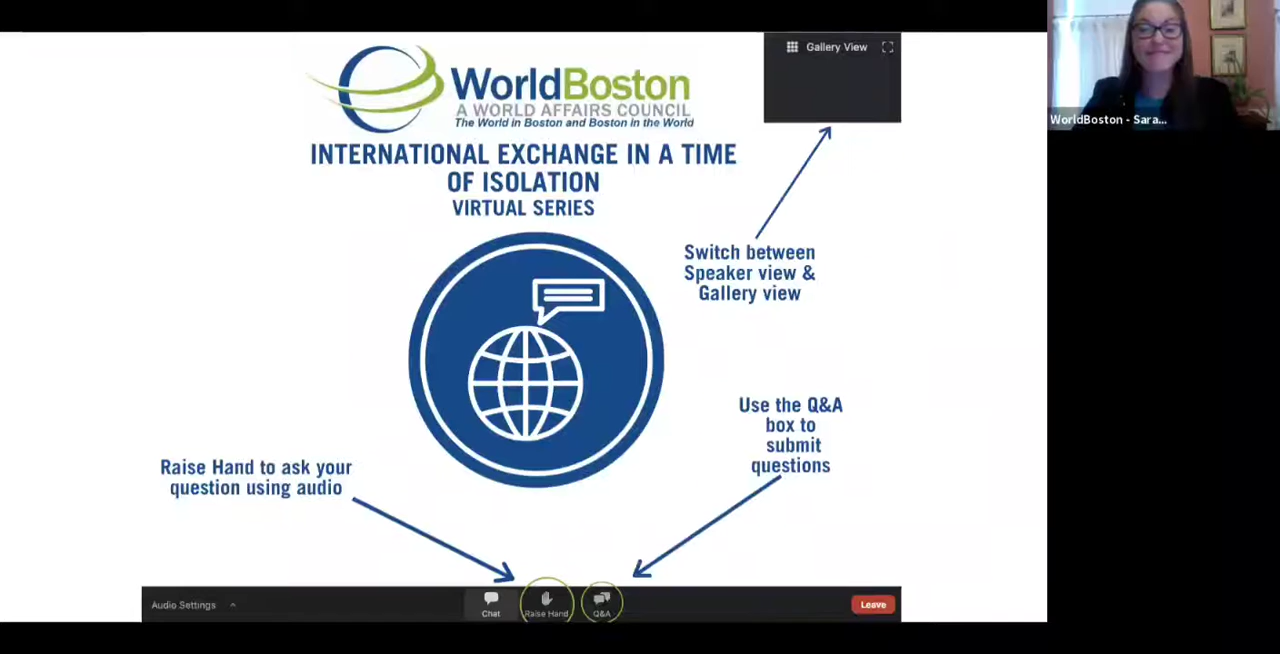 WorldBoston
A WORLD AFFAIRS COUNCIL
The World in Boston and Boston in the World
INTERNATIONAL EXCHANGE IN A TIME
OF ISOLATION
VIRTUAL SERIES
Gallery View
WorldBoston - Sara...
Switch between
Speaker view &
Gallery view
Use the Q&A
box to
submit
questions
Raise Hand to ask your
question using audio
Audio Settings
Chat
Raise Hand
Q&A
Leave